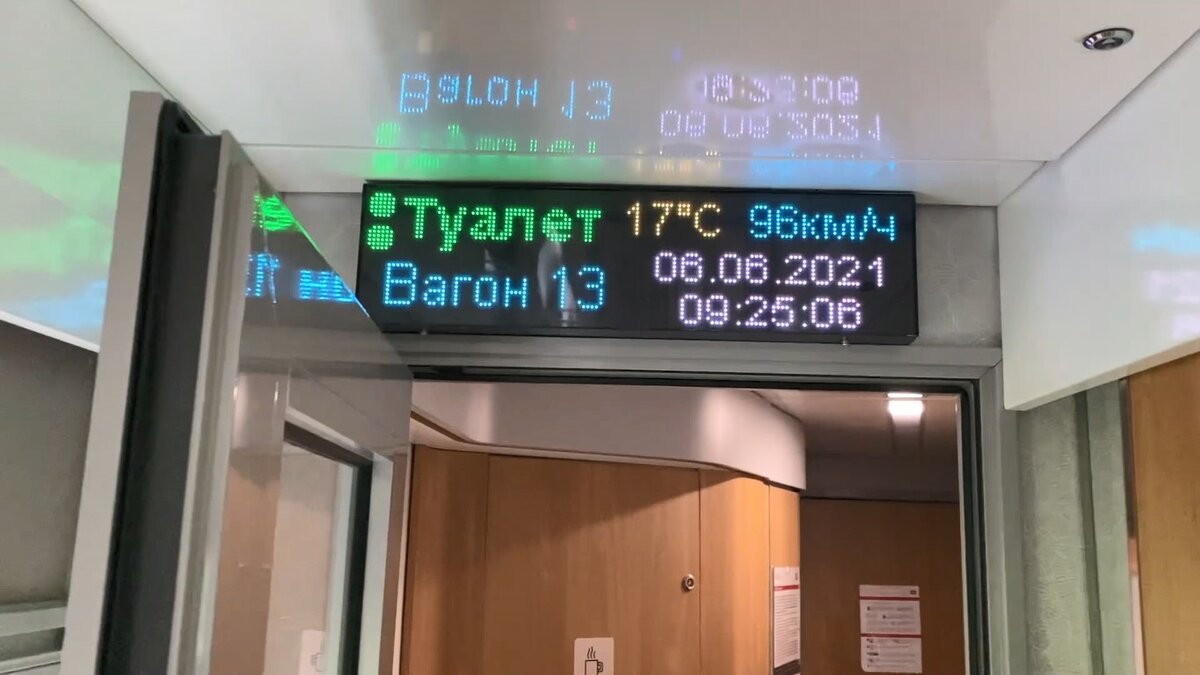 Туалет 17°C 96км/ч
Вагон 13
06.06.2021
09:25:06